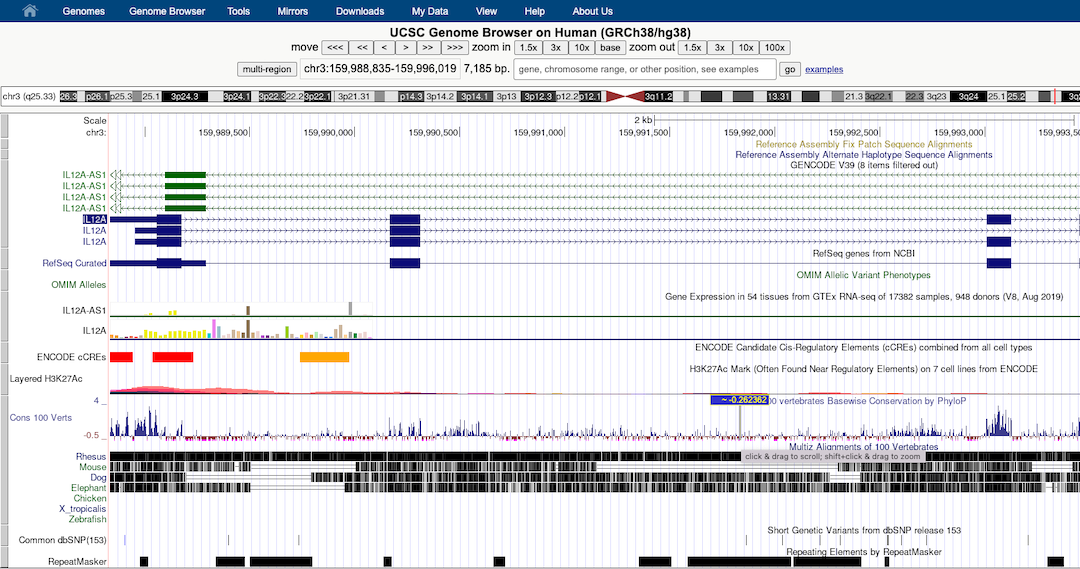 Genomes Genome Browser Tools Mirrors Downloads My Data View Help About Us
UCSC Genome Browser on Human (GRCh38/hg38)
move <<< << < > >> >>> zoom in 1.5x 3x 10x base zoom out 1.5x 3x 10x 100x
multi-region chr3:159,988,835-159,996,019 7,185 bp. gene, chromosome range, or other position, see examples go examples
chr3 (q25.33) 26.3 p26.1 p25.3 25.1 3p24.3 3p24.1 3p22.3 22.2 3p22.1 3p21.31 p14.3 3p14.2 3p14.1 3p13 3p12.3 p12.2 p12.1 3q11.2 13.31 21.3 3q22.1 22.3 3q23 3q24 25.1 25.2
Scale 2 kb
chr3: 159,989,500 159,990,000 159,990,500 159,991,000 159,991,500 159,992,000 159,992,500 159,993,000 159,993,5
Reference Assembly Fix Patch Sequence Alignments
Reference Assembly Alternate Haplotype Sequence Alignments
GENCODE V39 (8 items filtered out)
IL12A-AS1
IL12A-AS1
IL12A-AS1
IL12A-AS1
IL12A
IL12A
IL12A
RefSeq genes from NCBI
RefSeq Curated
OMIM Allelic Variant Phenotypes
OMIM Alleles
Gene Expression in 54 tissues from GTEx RNA-seq of 17382 samples, 948 donors (V8, Aug 2019)
IL12A-AS1
IL12A
ENCODE Candidate Cis-Regulatory Elements (cCREs) combined from all cell types
ENCODE cCREs
H3K27Ac Mark (Often Found Near Regulatory Elements) on 7 cell lines from ENCODE
Layered H3K27Ac
4 _ ~ -0.262362 00 vertebrates Basewise Conservation by PhyloP
Cons 100 Verts
-0.5 _
Multiz Alignments of 100 Vertebrates
Rhesus click & drag to scroll; shift+click & drag to zoom
Mouse
Dog
Elephant
Chicken
X_tropicalis
Zebrafish
Short Genetic Variants from dbSNP release 153
Common dbSNP(153)
Repeating Elements by RepeatMasker
RepeatMasker